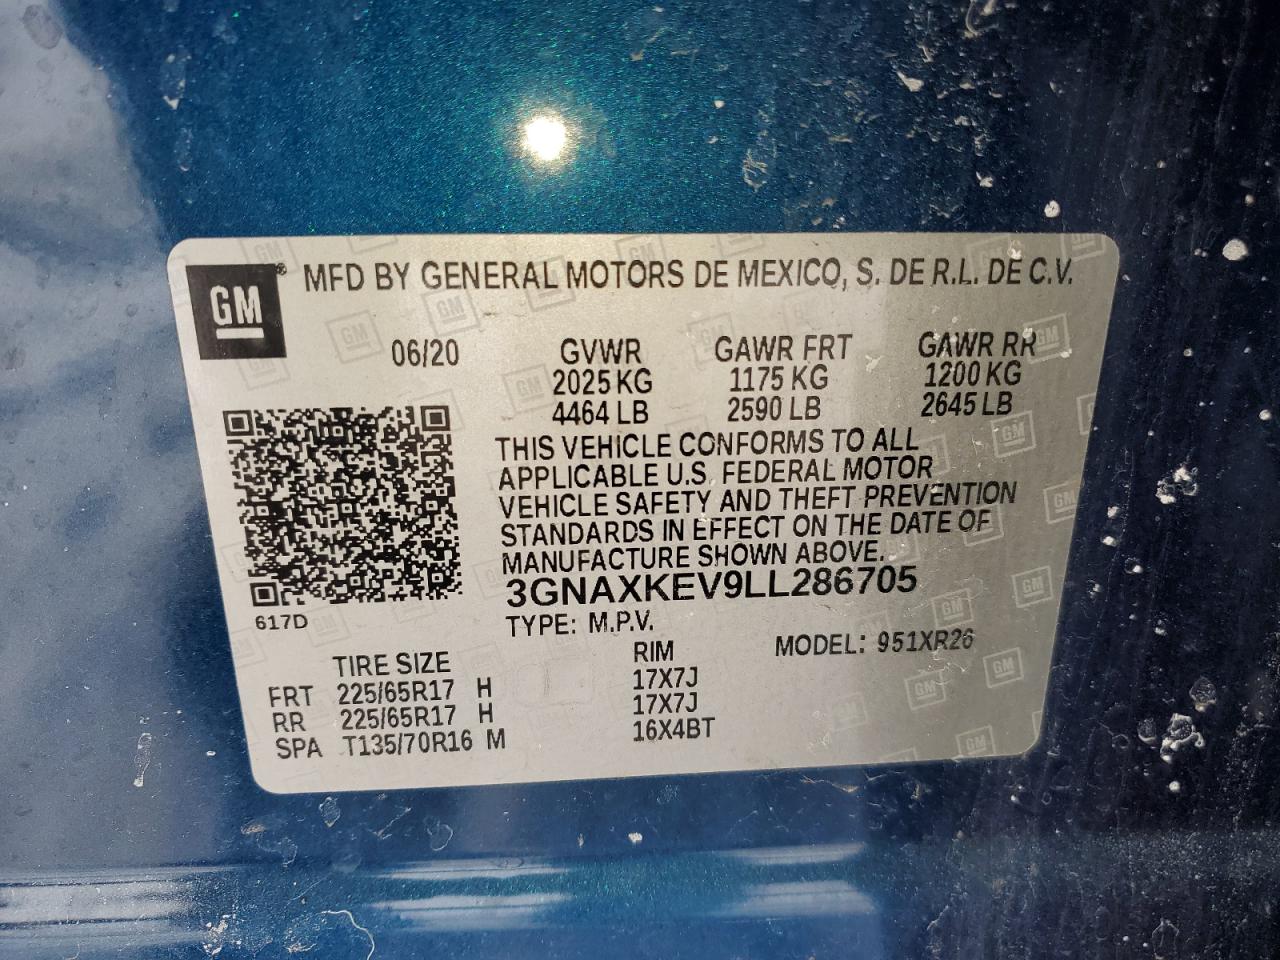 GM® MFD BY GENERAL MOTORS DE MEXICO, S. DE R.L. DE C.V.
06/20 GVWR GAWR FRT GAWR RR
2025 KG 1175 KG 1200 KG
4464 LB 2590 LB 2645 LB
THIS VEHICLE CONFORMS TO ALL
APPLICABLE U.S. FEDERAL MOTOR
VEHICLE SAFETY AND THEFT PREVENTION
STANDARDS IN EFFECT ON THE DATE OF
MANUFACTURE SHOWN ABOVE.
3GNAXKEV9LL286705
617D
TYPE: M.P.V.
MODEL: 951XR26
TIRE SIZE RIM
FRT 225/65R17 H 17X7J
RR 225/65R17 H 17X7J
SPA T135/70R16 M 16X4BT